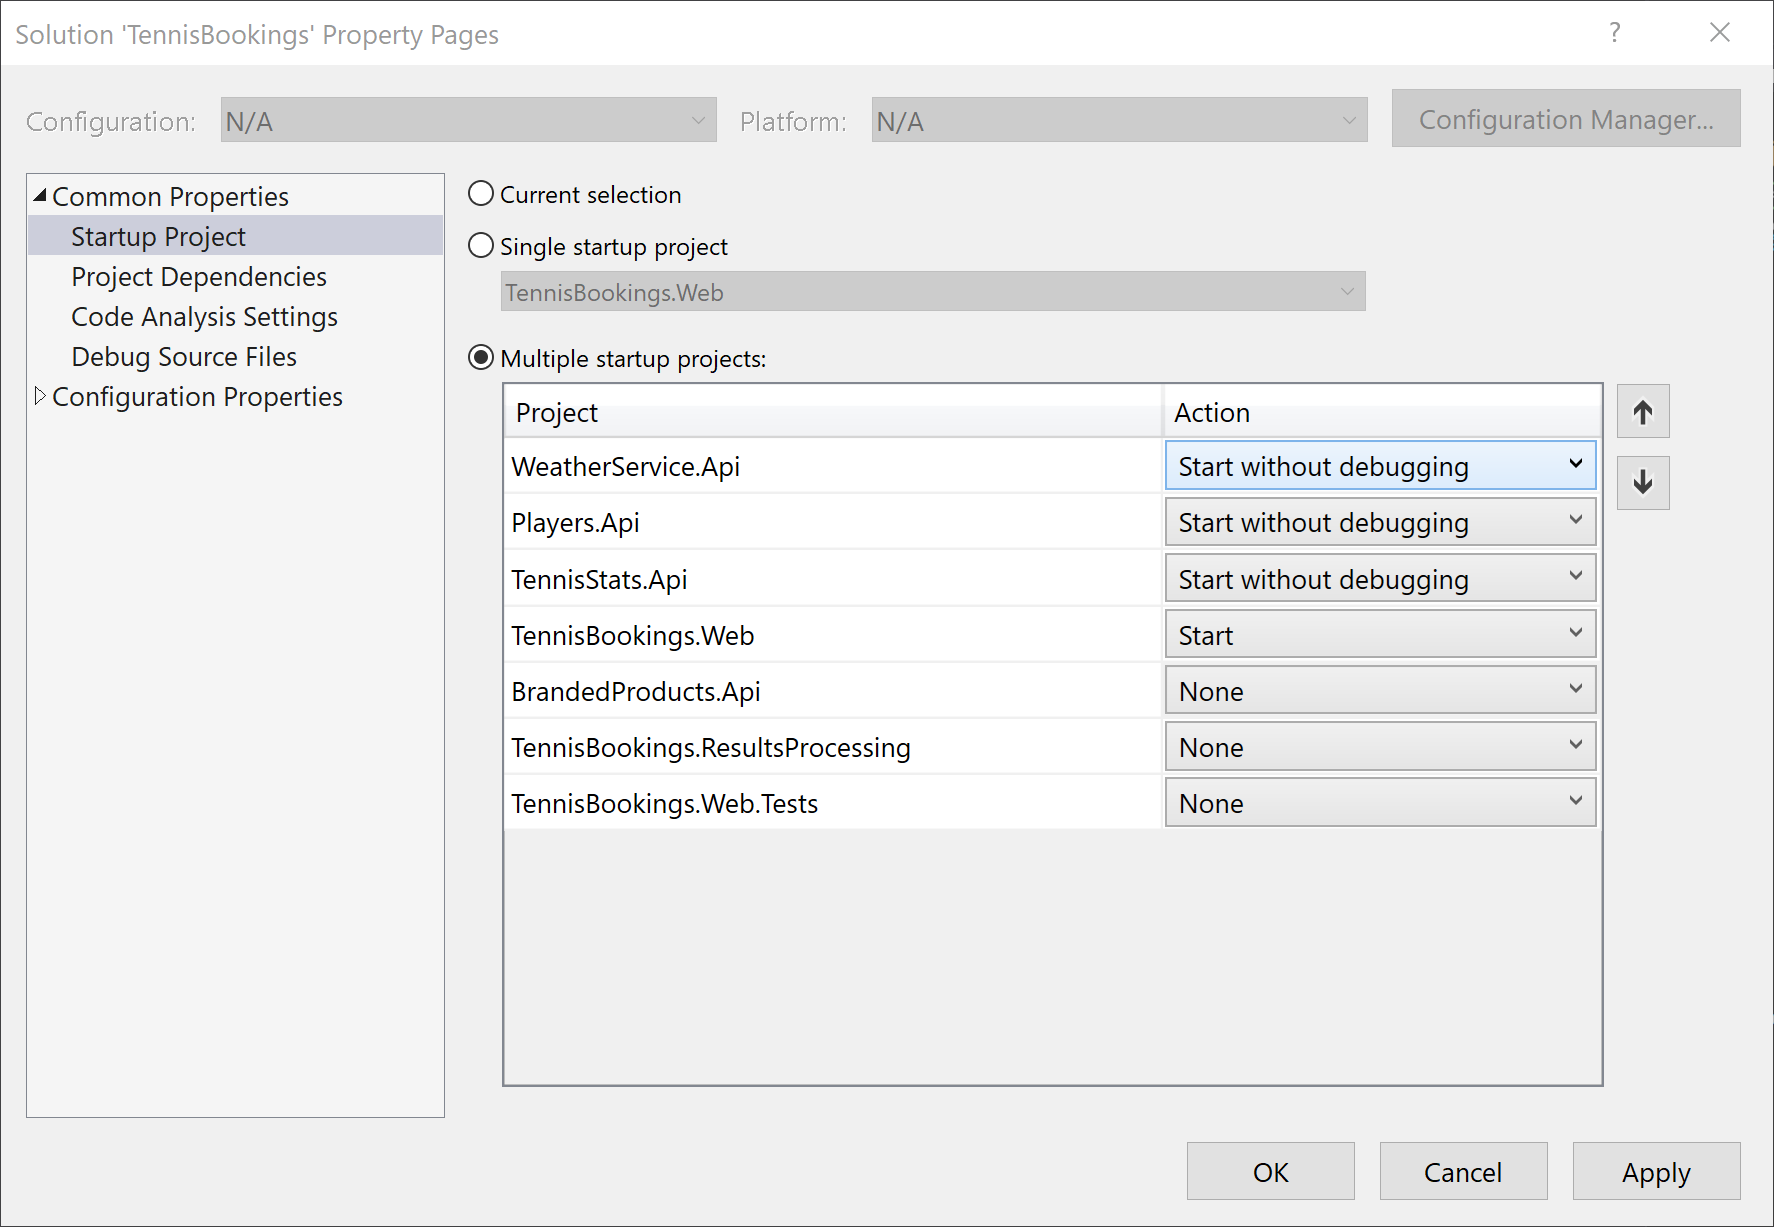 Solution 'TennisBookings' Property Pages
?
Configuration: N/A Platform: N/A Configuration Manager...
Common Properties
Startup Project
Project Dependencies
Code Analysis Settings
Debug Source Files
Configuration Properties
Current selection
Single startup project
TennisBookings.Web
Multiple startup projects:
Project Action
WeatherService.Api Start without debugging
Players.Api Start without debugging
TennisStats.Api Start without debugging
TennisBookings.Web Start
BrandedProducts.Api None
TennisBookings.ResultsProcessing None
TennisBookings.Web.Tests None
OK Cancel Apply